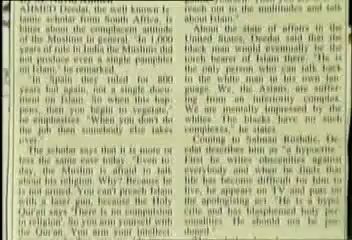 AHMED Deedat, the well known Is-
lamic scholar from South Africa, is
bitter about the complacent attitude
of the Muslims in general. "In 1000
years of rule in India the Muslims did
not produce even a single pamphlet
on Islam," he remarked.
"In Spain they ruled for 800
years but again, not a single docu-
ment on Islam. So when this hap-
pens, then you begin to vegetate,"
he emphasises. "When you don't do
the job then somebody else takes
over."
The scholar says that it is more or
less the same case today. "Even to-
day, the Muslim is afraid to talk
about his religion. Why? Because he
is not armed. You can't preach Islam
with a laser gun, because the Holy
Qur'an says 'There is no compulsion
in religion'. So you arm yourself with
the Quran. You arm your intellect.
reach on to the multitudes and talk
about Islam."
About the state of efforts in the
United States, Deedat said that the
black man would eventually be the
torch bearer of Islam there. "He is
the only person who can talk back
to the white man in his own lan-
guage. We, the Asians, are suffer-
ing from an inferiority complex.
We are mentally impressed by the
whites. The blacks have no such
complexes," he states.
Coming to Salman Rushdie, De-
edat describes him as "a hypocrite.
First he writes obscenities against
everybody and when he finds that
life has become difficult for him to
live, he appears on TV and puts on
the apologising act. "He is a hypo-
crite and his blasphemed holy per-
sonalities. He should not be par-
doned".